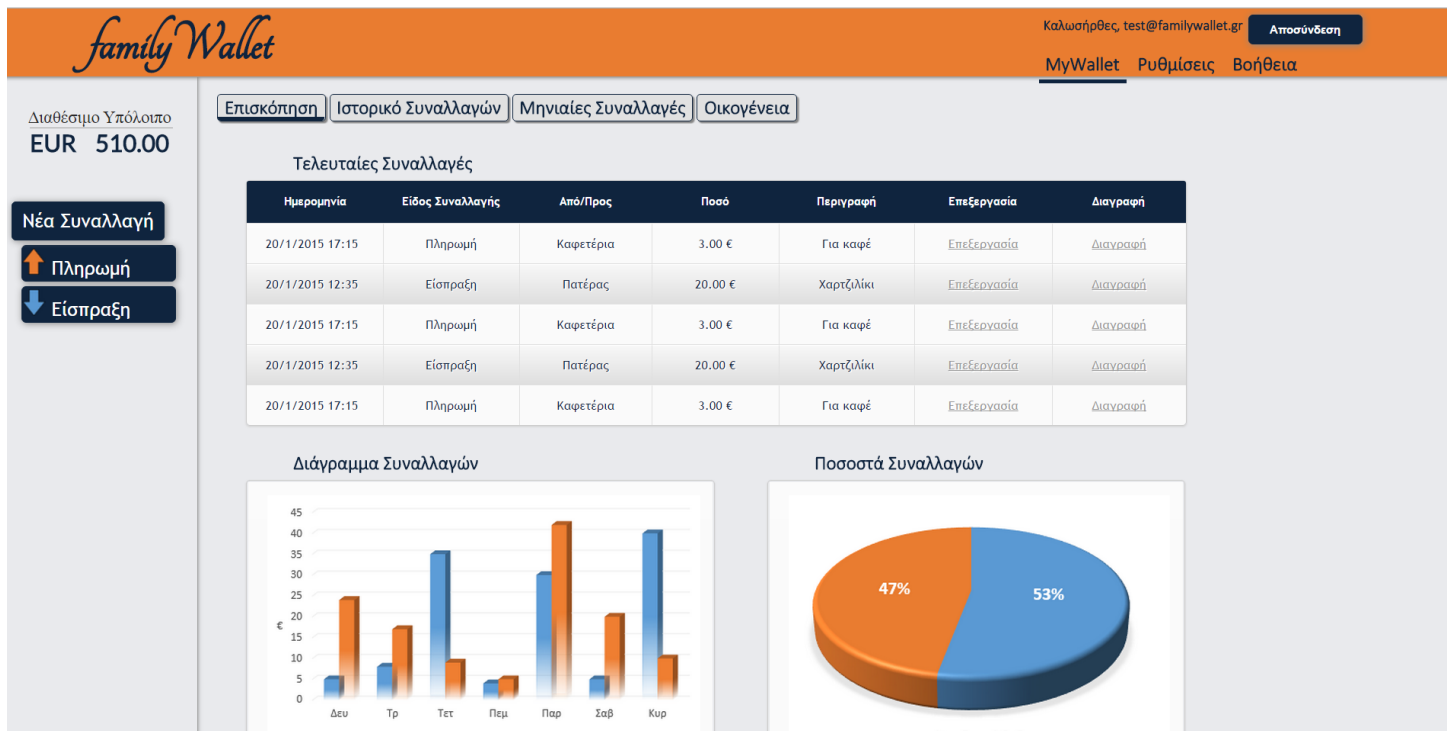 family Wallet
Καλωσήρθες, test@familywallet.gr Αποσύνδεση
MyWallet Ρυθμίσεις Βοήθεια
Διαθέσιμο Υπόλοιπο
EUR 510.00
Νέα Συναλλαγή
Πληρωμή
Είσπραξη
Επισκόπηση Ιστορικό Συναλλαγών Μηνιαίες Συναλλαγές Οικογένεια
Τελευταίες Συναλλαγές
Ημερομηνία Είδος Συναλλαγής Από/Προς Ποσό Περιγραφή Επεξεργασία Διαγραφή
20/1/2015 17:15 Πληρωμή Καφετέρια 3.00 € Για καφέ Επεξεργασία Διαγραφή
20/1/2015 12:35 Είσπραξη Πατέρας 20.00 € Χαρτζιλίκι Επεξεργασία Διαγραφή
20/1/2015 17:15 Πληρωμή Καφετέρια 3.00 € Για καφέ Επεξεργασία Διαγραφή
20/1/2015 12:35 Είσπραξη Πατέρας 20.00 € Χαρτζιλίκι Επεξεργασία Διαγραφή
20/1/2015 17:15 Πληρωμή Καφετέρια 3.00 € Για καφέ Επεξεργασία Διαγραφή
Διάγραμμα Συναλλαγών
45
40
35
30
25
20
15
10
5
0
€
Δευ Τρ Τετ Πεμ Παρ Σαβ Κυρ
Ποσοστά Συναλλαγών
47% 53%